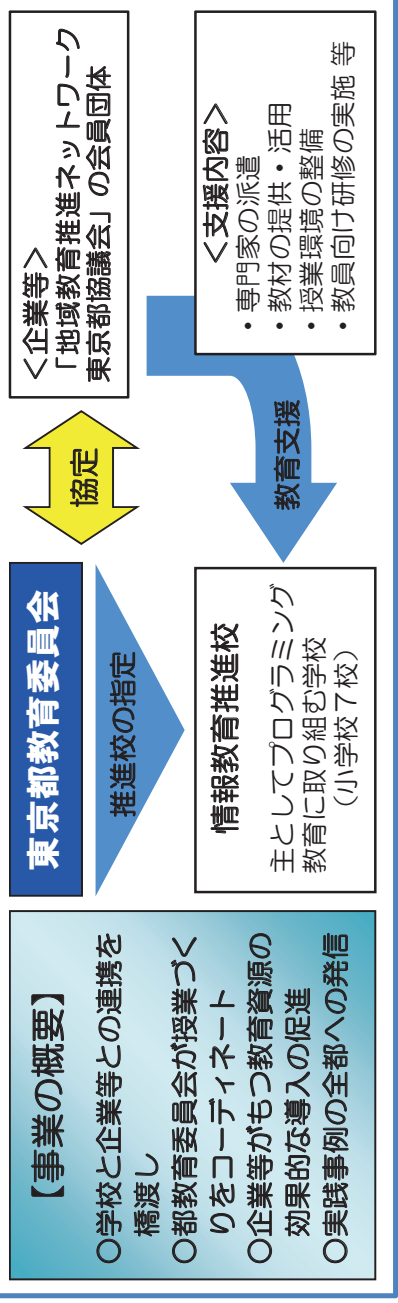 【事業の概要】
○学校と企業等との連携を
橋渡し
○都教育委員会が授業づく
りをコーディネート
○企業等がもつ教育資源の
効果的な導入の促進
○実践事例の全都への発信
東京都教育委員会
推進校の指定
情報教育推進校
主としてプログラミング
教育に取り組む学校
（小学校７校）
協定
＜企業等＞
「地域教育推進ネットワーク
東京都協議会」の会員団体
教育支援
＜支援内容＞
・専門家の派遣
・教材の提供・活用
・授業環境の整備
・教員向け研修の実施 等